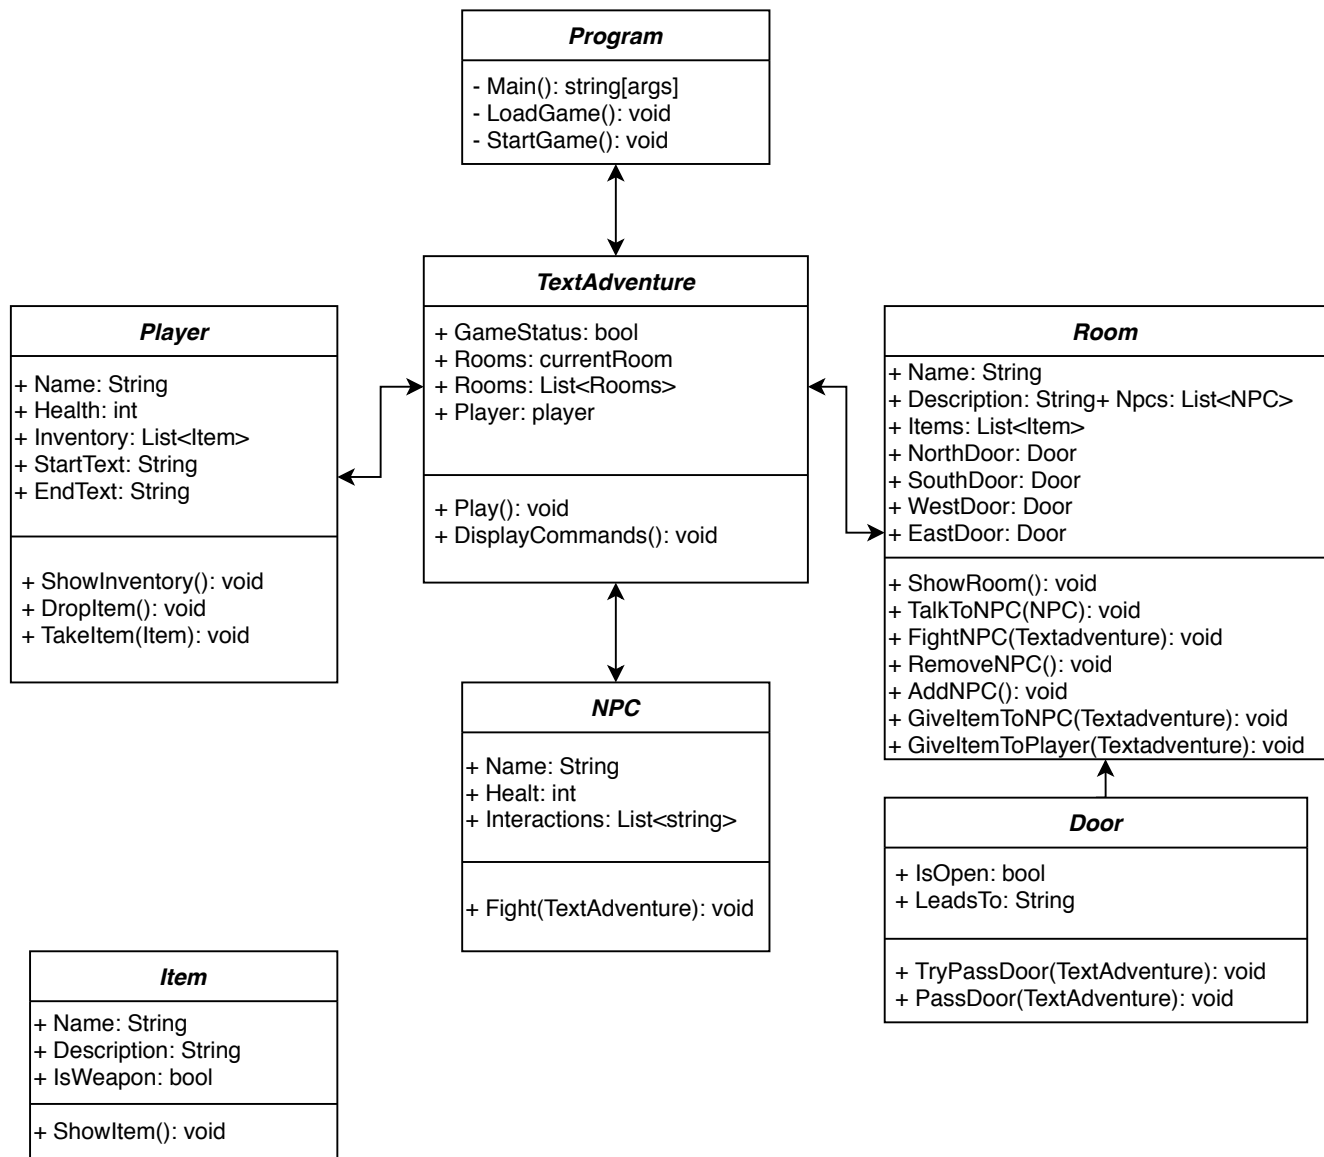 Program
- Main(): string[args]
- LoadGame(): void
- StartGame(): void
TextAdventure
+ GameStatus: bool
+ Rooms: currentRoom
+ Rooms: List<Rooms>
+ Player: player
+ Play(): void
+ DisplayCommands(): void
Player
+ Name: String
+ Health: int
+ Inventory: List<Item>
+ StartText: String
+ EndText: String
+ ShowInventory(): void
+ DropItem(): void
+ TakeItem(Item): void
Room
+ Name: String
+ Description: String+ Npcs: List<NPC>
+ Items: List<Item>
+ NorthDoor: Door
+ SouthDoor: Door
+ WestDoor: Door
+ EastDoor: Door
+ ShowRoom(): void
+ TalkToNPC(NPC): void
+ FightNPC(Textadventure): void
+ RemoveNPC(): void
+ AddNPC(): void
+ GiveItemToNPC(Textadventure): void
+ GiveItemToPlayer(Textadventure): void
NPC
+ Name: String
+ Healt: int
+ Interactions: List<string>
+ Fight(TextAdventure): void
Door
+ IsOpen: bool
+ LeadsTo: String
+ TryPassDoor(TextAdventure): void
+ PassDoor(TextAdventure): void
Item
+ Name: String
+ Description: String
+ IsWeapon: bool
+ ShowItem(): void